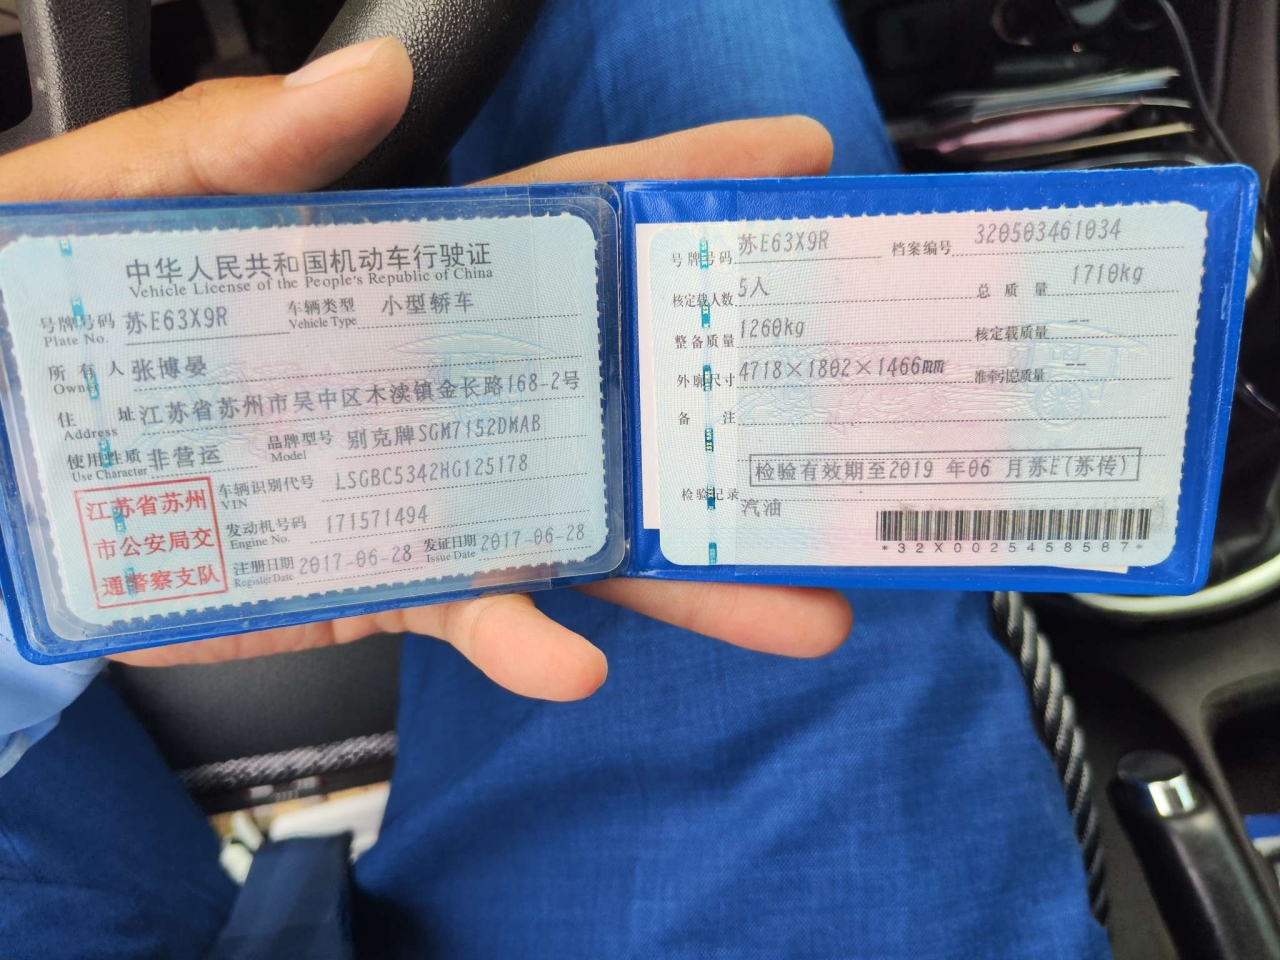 中华人民共和国机动车行驶证
Vehicle License of the People's Republic of China
号牌号码 苏E63X9R 车辆类型 小型轿车
Plate No. Vehicle Type
所有人 张博晏
Owner
住址 江苏省苏州市吴中区木渎镇金长路168-2号
Address
使用性质 非营运 品牌型号 别克牌SGM7152DMAB
Use Character Model
江苏省苏州
市公安局交
通警察支队
车辆识别代号 LSGBC5342HG125178
VIN
发动机号码 171571494
Engine No.
注册日期 2017-06-28 发证日期 2017-06-28
Register Date Issue Date
号牌号码 苏E63X9R 档案编号 320503461034
核定载人数 5人 总质量 1710kg
整备质量 1260kg 核定载质量 --
外廓尺寸 4718×1802×1466mm 准牵引总质量 --
备注
检验有效期至2019 年06 月苏E(苏传)
检验记录
汽油
*32X0025458587*